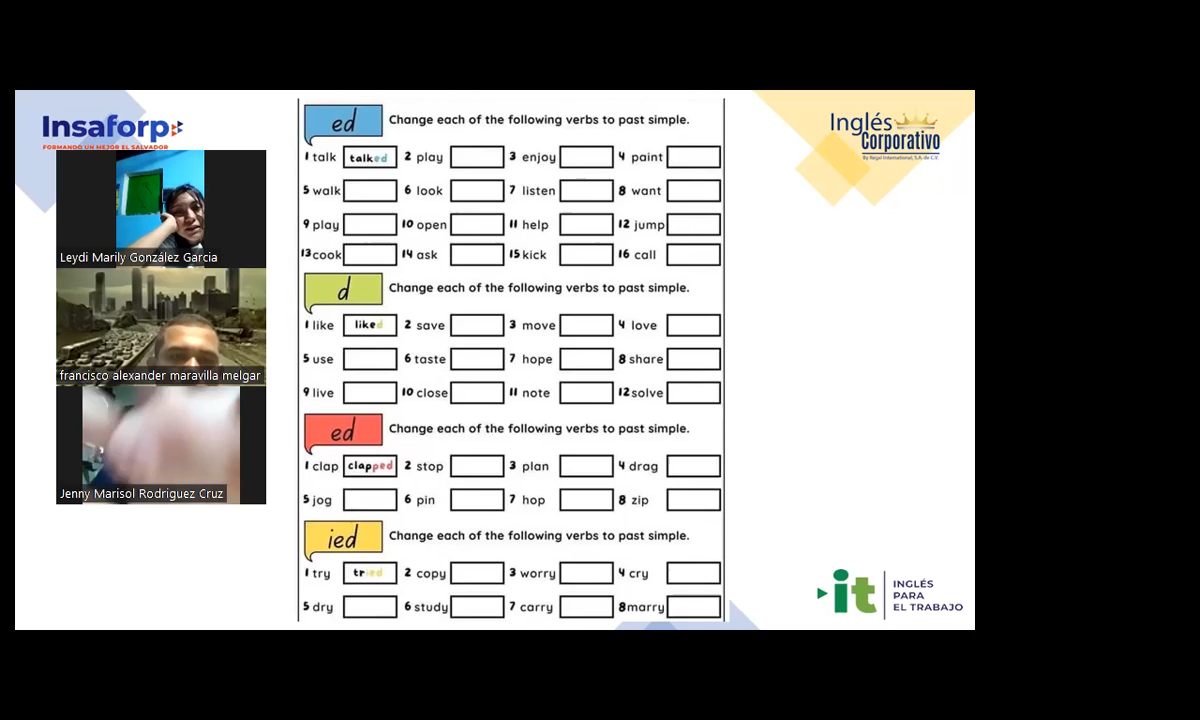 Insaforp
FORMANDO UN MEJOR EL SALVADOR
Inglés
Corporativo
By Regal International, S.A. de C.V.
Leydi Marily González Garcia
francisco alexander maravilla melgar
Jenny Marisol Rodriguez Cruz
ed Change each of the following verbs to past simple.
1 talk talked 2 play 3 enjoy 4 paint
5 walk 6 look 7 listen 8 want
9 play 10 open 11 help 12 jump
13 cook 14 ask 15 kick 16 call
d Change each of the following verbs to past simple.
1 like liked 2 save 3 move 4 love
5 use 6 taste 7 hope 8 share
9 live 10 close 11 note 12 solve
ed Change each of the following verbs to past simple.
1 clap clapped 2 stop 3 plan 4 drag
5 jog 6 pin 7 hop 8 zip
ied Change each of the following verbs to past simple.
1 try tried 2 copy 3 worry 4 cry
5 dry 6 study 7 carry 8 marry
it INGLÉS
PARA
EL TRABAJO